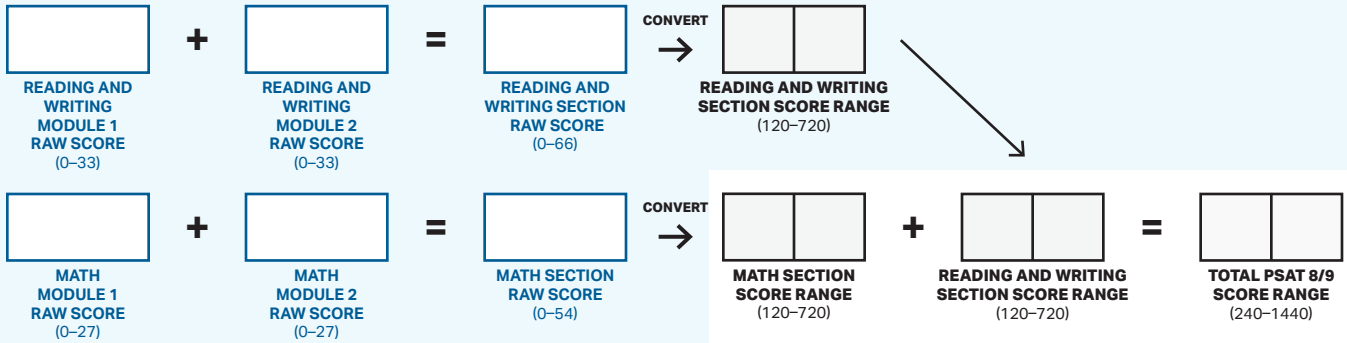 +
=
CONVERT
→
READING AND
WRITING
MODULE 1
RAW SCORE
(0–33)
READING AND
WRITING
MODULE 2
RAW SCORE
(0–33)
READING AND
WRITING SECTION
RAW SCORE
(0–66)
READING AND WRITING
SECTION SCORE RANGE
(120–720)
+
=
CONVERT
→
+
=
MATH
MODULE 1
RAW SCORE
(0–27)
MATH
MODULE 2
RAW SCORE
(0–27)
MATH SECTION
RAW SCORE
(0–54)
MATH SECTION
SCORE RANGE
(120–720)
READING AND WRITING
SECTION SCORE RANGE
(120–720)
TOTAL PSAT 8/9
SCORE RANGE
(240–1440)